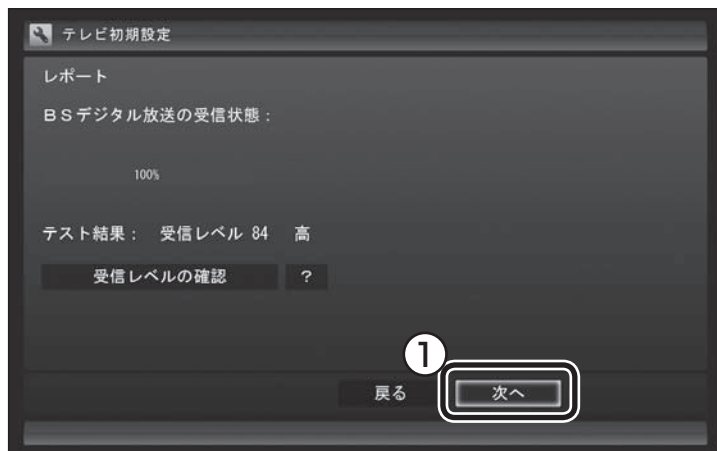 テレビ初期設定
レポート
BSデジタル放送の受信状態：
100%
テスト結果： 受信レベル 84 高
受信レベルの確認 ？
①
戻る 次へ